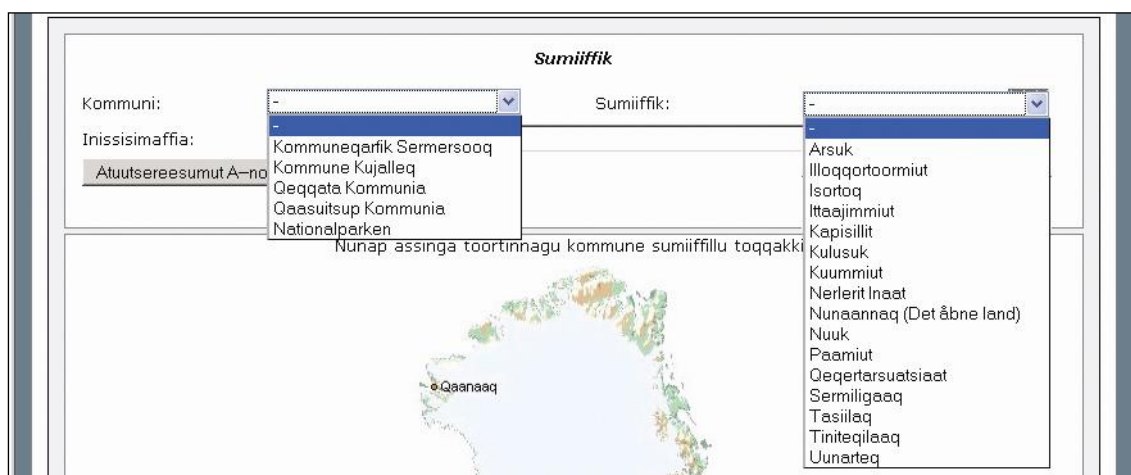 Sumiiffik
Kommuni:
-
Sumiiffik:
-
Inissisimaffia:
Atuutsereesumut A-no
-
Kommuneqarfik Sermersooq
Kommune Kujalleq
Qeqqata Kommunia
Qaasuitsup Kommunia
Nationalparken
-
Arsuk
Illoqqortoormiut
Isortoq
Ittaajimmiut
Kapisillit
Kulusuk
Kuummiut
Nerlerit Inaat
Nunaannaq (Det åbne land)
Nuuk
Paamiut
Qeqertarsuatsiaat
Sermiligaaq
Tasiilaq
Tiniteqilaaq
Uunarteq
Nunap assinga toortinnagu kommune sumiiffillu toqqakki
Qaanaaq